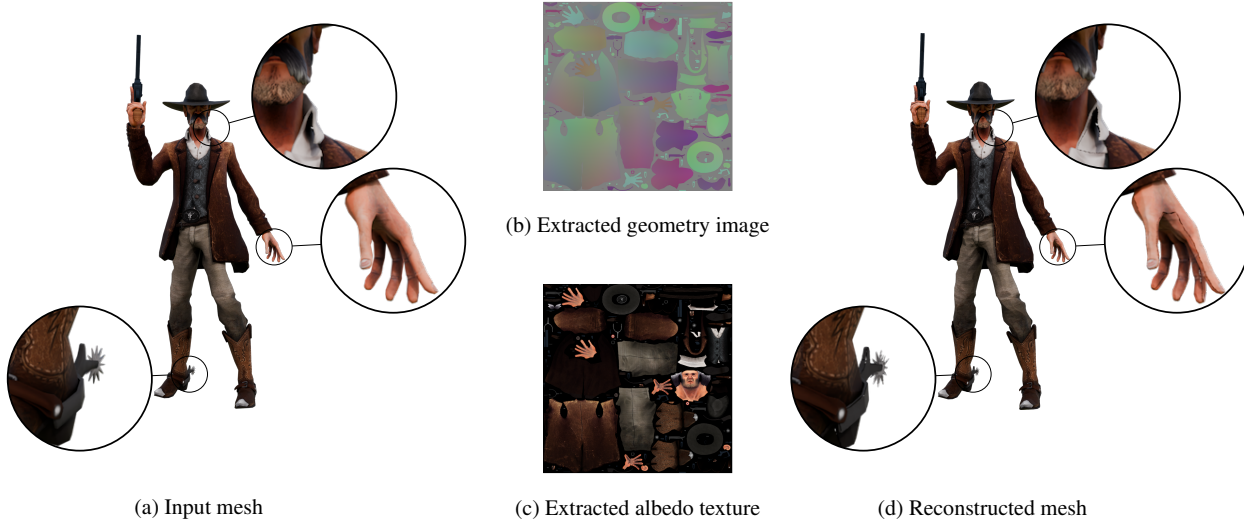 (b) Extracted geometry image
(a) Input mesh
(c) Extracted albedo texture
(d) Reconstructed mesh